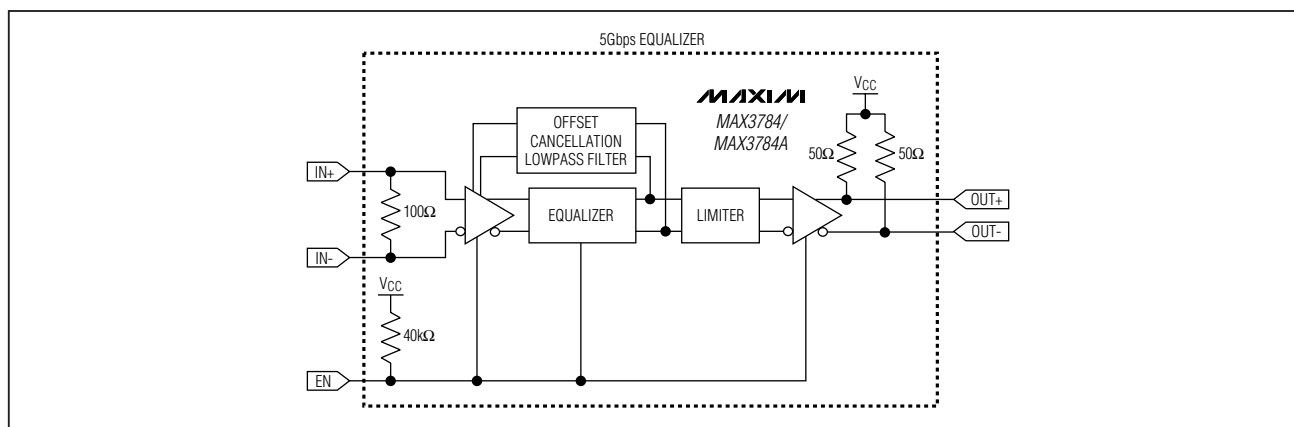 5Gbps EQUALIZER
VCC
MAXIM
MAX3784/
MAX3784A
OFFSET
CANCELLATION
LOWPASS FILTER
50Ω
50Ω
IN+
100Ω
EQUALIZER
LIMITER
OUT+
OUT-
IN-
VCC
40kΩ
EN